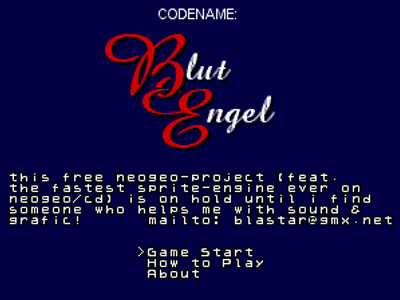 CODENAME:
Blut
Engel
this free neogeo-project (feat.
the fastest sprite-engine ever on
neogeo/cd) is on hold until i find
someone who helps me with sound &
grafic! mailto: blastar@gmx.net
>Game Start
How to Play
About